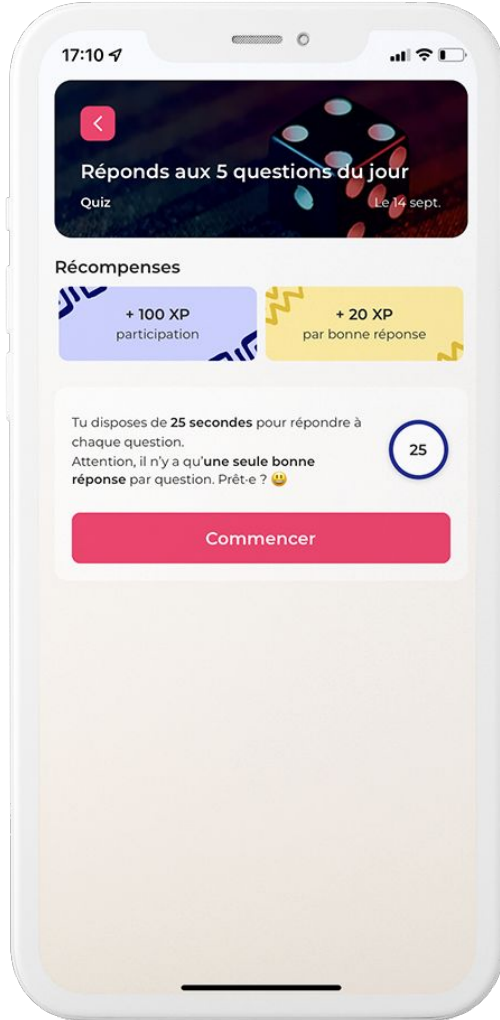 17:10
Réponds aux 5 questions du jour
Quiz
Le 14 sept.
Récompenses
+ 100 XP
participation
+ 20 XP
par bonne réponse
Tu disposes de 25 secondes pour répondre à
chaque question.
Attention, il n'y a qu'une seule bonne
réponse par question. Prêt·e ? 😃
25
Commencer